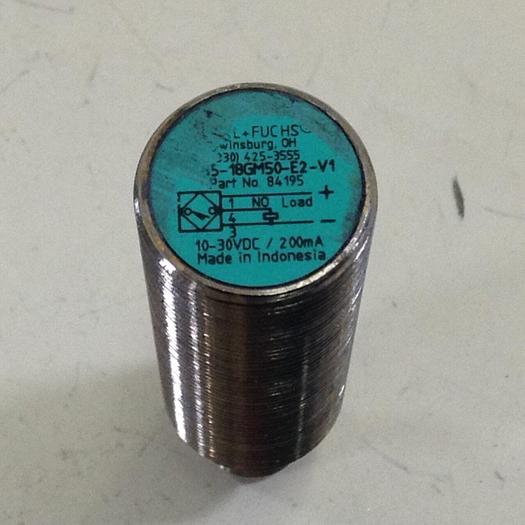 L+FUCHS
winsburg, OH
330) 425-3555
5-18GM50-E2-V1
Part No 84195
1 NO Load +
4 -
3
10-30VDC / 200mA
Made in Indonesia